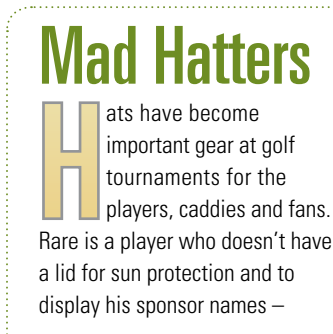 Mad Hatters
Hats have become
important gear at golf
tournaments for the
players, caddies and fans.
Rare is a player who doesn’t have
a lid for sun protection and to
display his sponsor names –